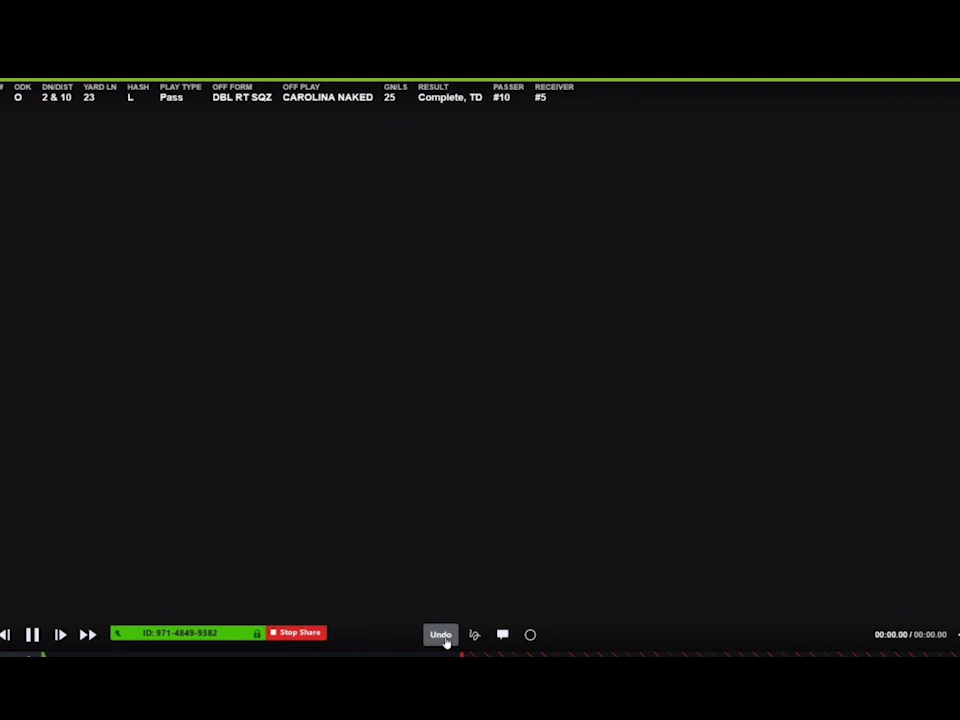 # ODK DN/DIST YARD LN HASH PLAY TYPE OFF FORM OFF PLAY GN/LS RESULT PASSER RECEIVER
O 2 & 10 23 L Pass DBL RT SQZ CAROLINA NAKED 25 Complete, TD #10 #5
ID: 971-4849-9382 Stop Share Undo 00:00.00 / 00:00.00